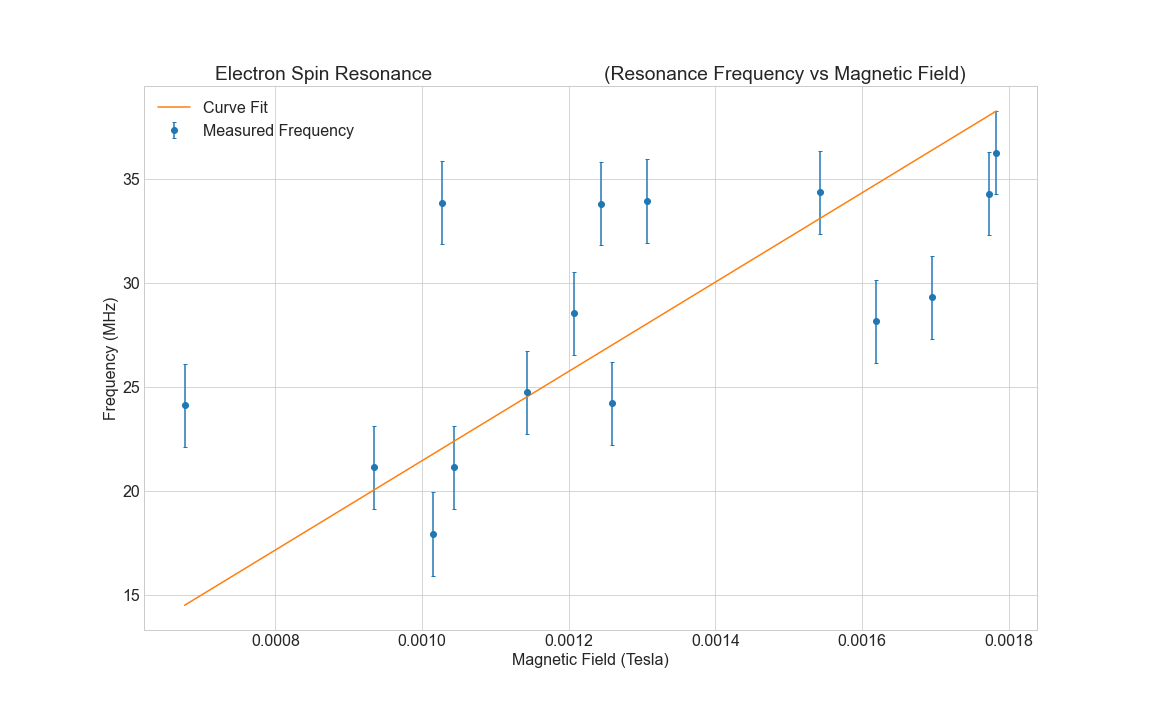 Electron Spin Resonance (Resonance Frequency vs Magnetic Field)
Curve Fit
Measured Frequency
Frequency (MHz)
35
30
25
20
15
0.0008 0.0010 0.0012 0.0014 0.0016 0.0018
Magnetic Field (Tesla)